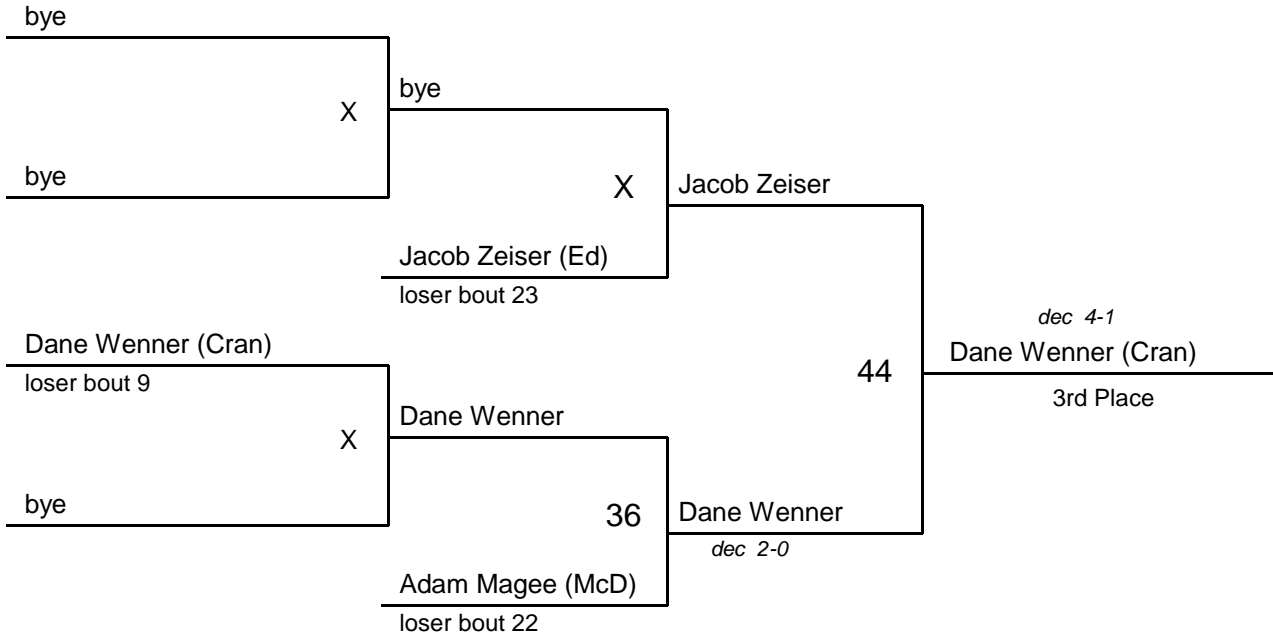 bye
bye
X
bye
Jacob Zeiser
X
Jacob Zeiser (Ed)
loser bout 23
dec 4-1
Dane Wenner (Cran)
Dane Wenner (Cran)
44
loser bout 9
3rd Place
Dane Wenner
X
bye
36
Dane Wenner
dec 2-0
Adam Magee (McD)
loser bout 22